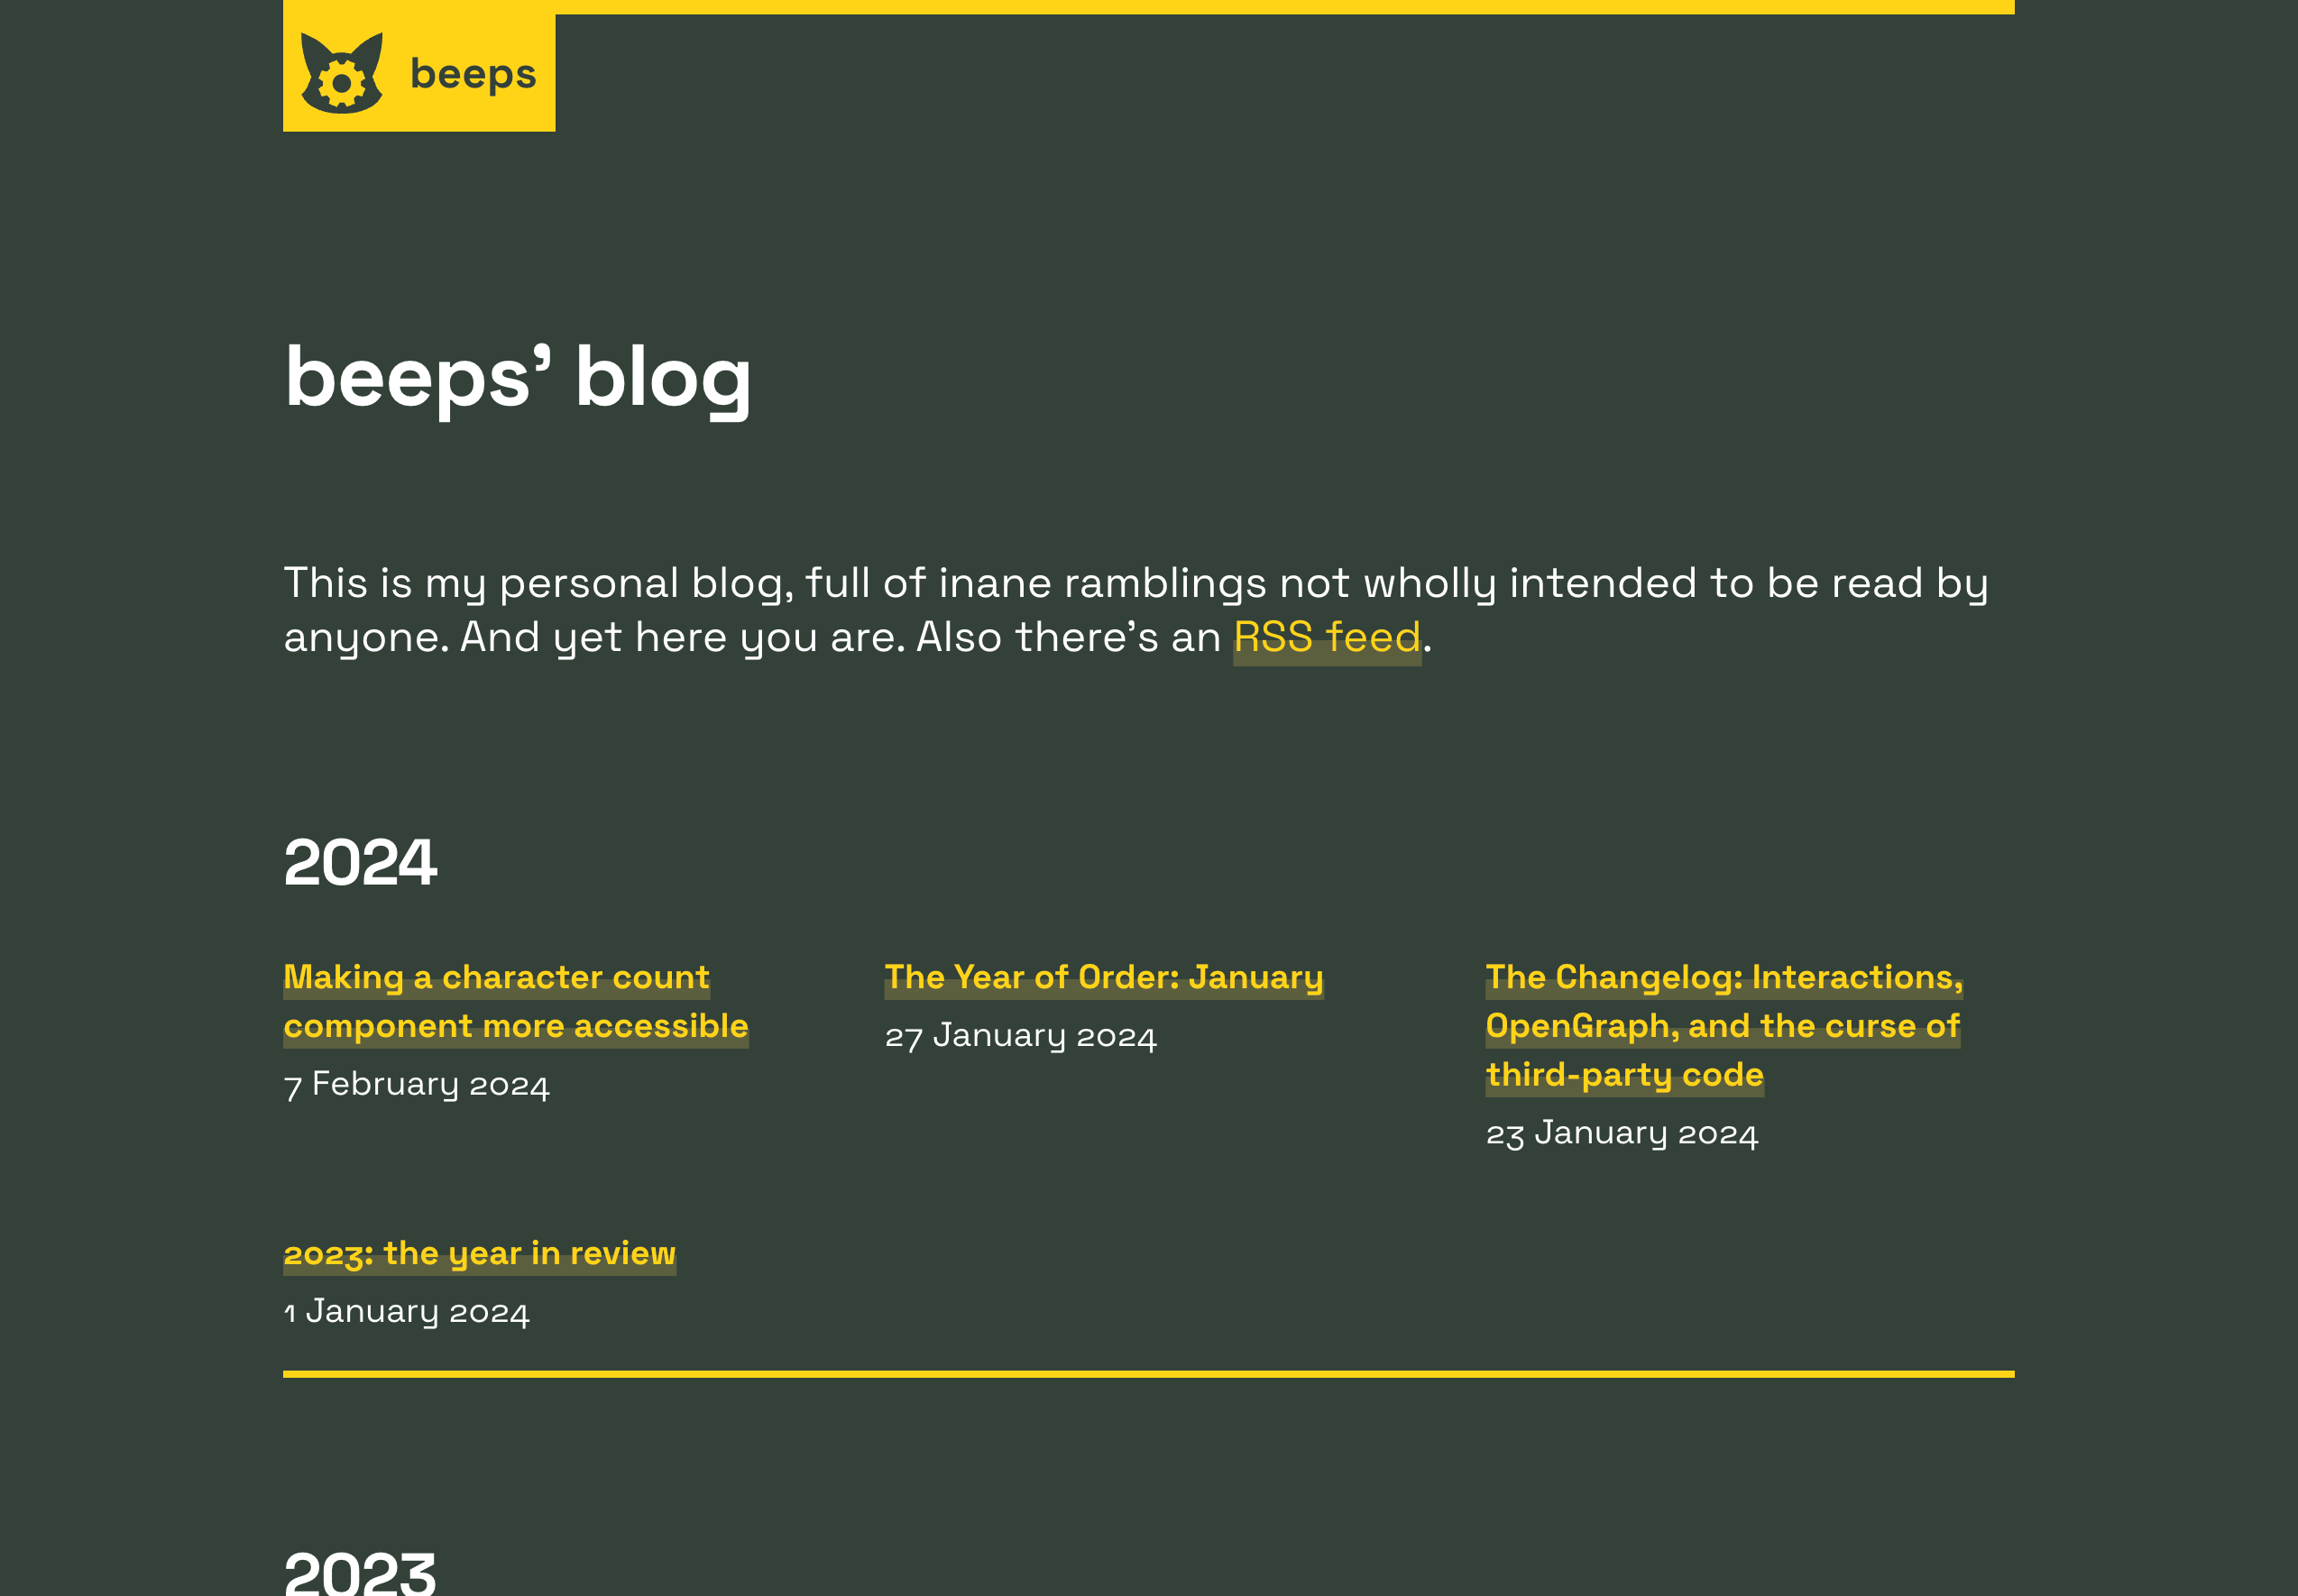 beeps
beeps’ blog
This is my personal blog, full of inane ramblings not wholly intended to be read by
anyone. And yet here you are. Also there’s an RSS feed.
2024
Making a character count
component more accessible
7 February 2024
The Year of Order: January
27 January 2024
The Changelog: Interactions,
OpenGraph, and the curse of
third-party code
23 January 2024
2023: the year in review
1 January 2024
2023